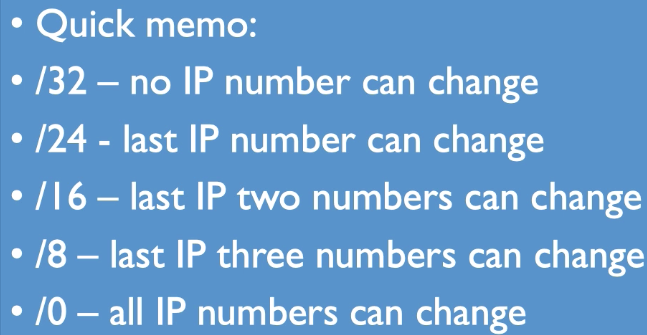 • Quick memo:
• /32 – no IP number can change
• /24 - last IP number can change
• /16 – last IP two numbers can change
• /8 – last IP three numbers can change
• /0 – all IP numbers can change